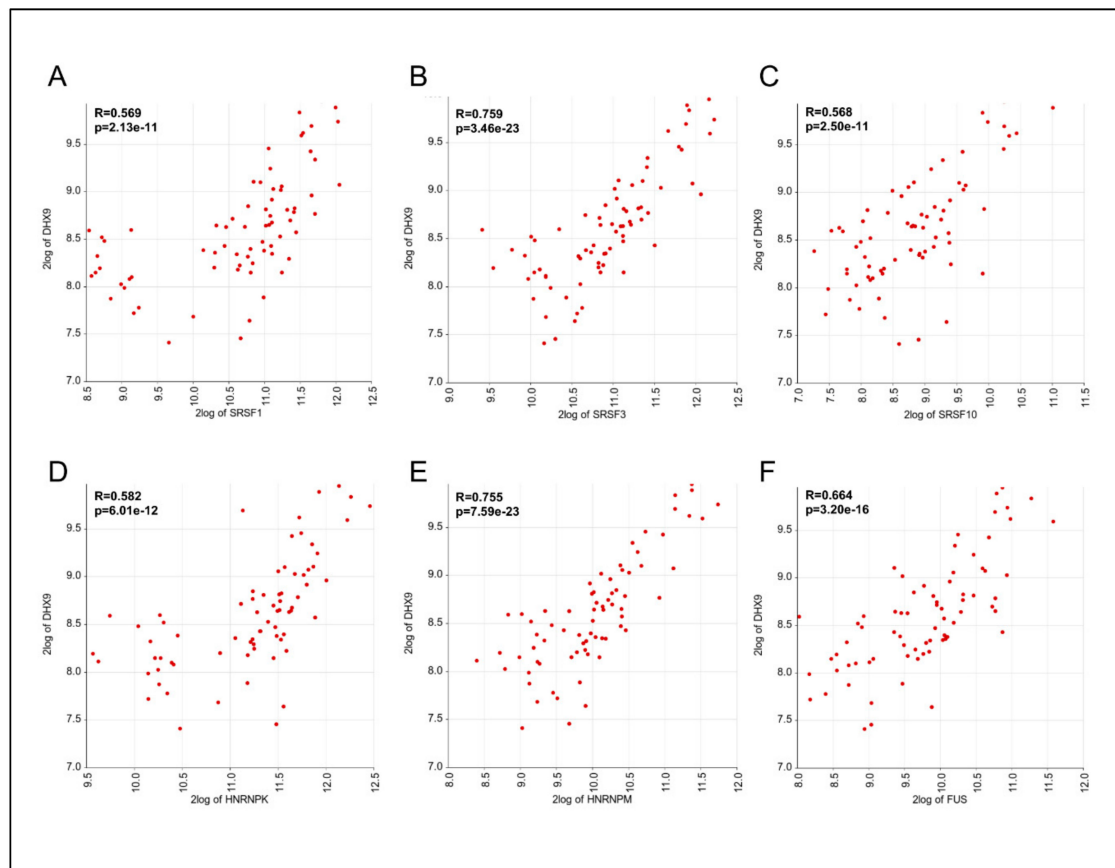 A
R=0.569
p=2.13e-11
2log of DHX9
9.5
9.0
8.5
8.0
7.5
7.0
8.5 9.0 9.5 10.0 10.5 11.0 11.5 12.0 12.5
2log of SRSF1
B
R=0.759
p=3.46e-23
2log of DHX9
9.5
9.0
8.5
8.0
7.5
7.0
9.0 9.5 10.0 10.5 11.0 11.5 12.0 12.5
2log of SRSF3
C
R=0.568
p=2.50e-11
2log of DHX9
9.5
9.0
8.5
8.0
7.5
7.0
7.0 7.5 8.0 8.5 9.0 9.5 10.0 10.5 11.0 11.5
2log of SRSF10
D
R=0.582
p=6.01e-12
2log of DHX9
9.5
9.0
8.5
8.0
7.5
7.0
9.5 10.0 10.5 11.0 11.5 12.0 12.5
2log of HNRNPK
E
R=0.755
p=7.59e-23
2log of DHX9
9.5
9.0
8.5
8.0
7.5
7.0
8.0 8.5 9.0 9.5 10.0 10.5 11.0 11.5 12.0
2log of HNRNPM
F
R=0.664
p=3.20e-16
2log of DHX9
9.5
9.0
8.5
8.0
7.5
7.0
8.0 8.5 9.0 9.5 10.0 10.5 11.0 11.5 12.0
2log of FUS